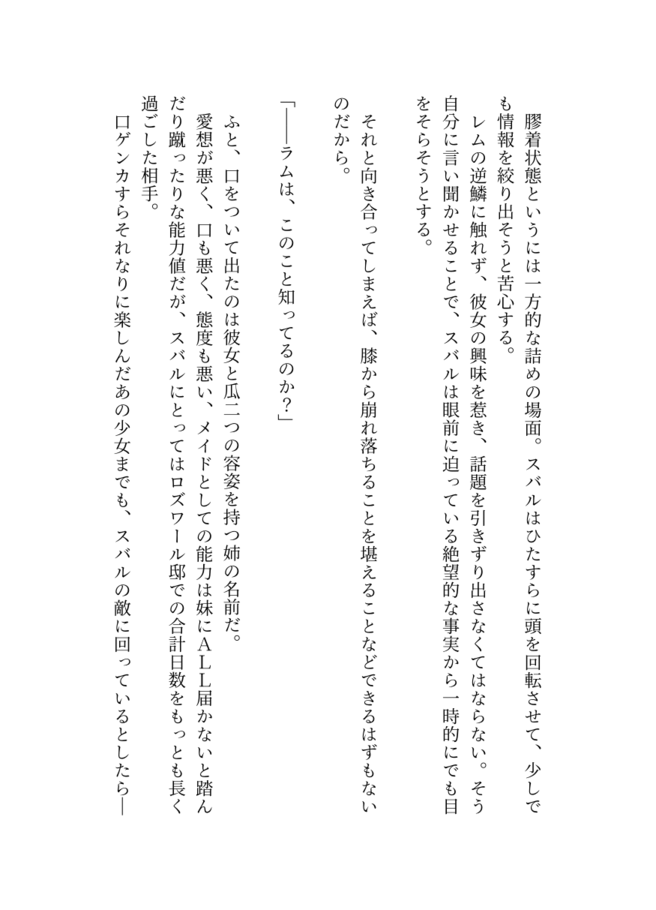 膠着状態というには一方的な詰めの場面。スバルはひたすらに頭を回転させて、少しで
も情報を絞り出そうと苦心する。
レムの逆鱗に触れず、彼女の興味を惹き、話題を引きずり出さなくてはならない。そう
自分に言い聞かせることで、スバルは眼前に迫っている絶望的な事実から一時的にでも目
をそらそうとする。
それと向き合ってしまえば、膝から崩れ落ちることを堪えることなどできるはずもない
のだから。
「――ラムは、このこと知ってるのか？」
ふと、口をついて出たのは彼女と瓜二つの容姿を持つ姉の名前だ。
愛想が悪く、口も悪く、態度も悪い、メイドとしての能力は妹にＡＬＬ届かないと踏ん
だり蹴ったりな能力値だが、スバルにとってはロズワール邸での合計日数をもっとも長く
過ごした相手。
口ゲンカすらそれなりに楽しんだあの少女までも、スバルの敵に回っているとしたら―